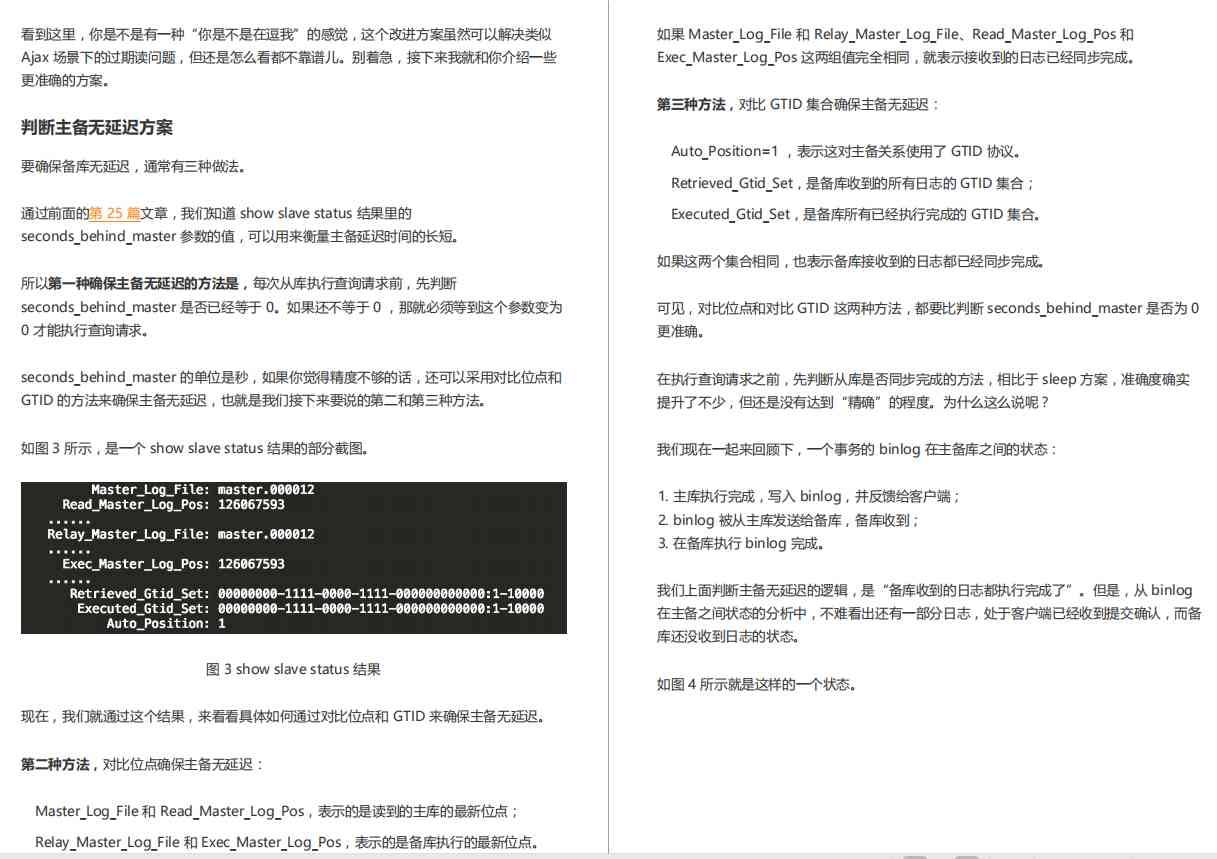 看到这里，你是不是有一种“你是不是在逗我”的感觉，这个改进方案虽然可以解决类似
Ajax 场景下的过期读问题，但还是怎么看都不靠谱儿。别着急，接下来我就和你介绍一些
更准确的方案。
判断主备无延迟方案
要确保备库无延迟，通常有三种做法。
通过前面的第 25 篇文章，我们知道 show slave status 结果里的
seconds_behind_master 参数的值，可以用来衡量主备延迟时间的长短。
所以第一种确保主备无延迟的方法是，每次从库执行查询请求前，先判断
seconds_behind_master 是否已经等于 0。如果还不等于 0 ，那就必须等到这个参数变为
0 才能执行查询请求。
seconds_behind_master 的单位是秒，如果你觉得精度不够的话，还可以采用对比位点和
GTID 的方法来确保主备无延迟，也就是我们接下来要说的第二和第三种方法。
如图 3 所示，是一个 show slave status 结果的部分截图。
Master_Log_File: master.000012
Read_Master_Log_Pos: 126067593
......
Relay_Master_Log_File: master.000012
......
Exec_Master_Log_Pos: 126067593
......
Retrieved_Gtid_Set: 00000000-1111-0000-1111-000000000000:1-10000
Executed_Gtid_Set: 00000000-1111-0000-1111-000000000000:1-10000
Auto_Position: 1
图 3 show slave status 结果
现在，我们就通过这个结果，来看看具体如何通过对比位点和 GTID 来确保主备无延迟。
第二种方法，对比位点确保主备无延迟：
Master_Log_File 和 Read_Master_Log_Pos，表示的是读到的主库的最新位点；
Relay_Master_Log_File 和 Exec_Master_Log_Pos，表示的是备库执行的最新位点。
如果 Master_Log_File 和 Relay_Master_Log_File、Read_Master_Log_Pos 和
Exec_Master_Log_Pos 这两组值完全相同，就表示接收到的日志已经同步完成。
第三种方法，对比 GTID 集合确保主备无延迟：
Auto_Position=1 ，表示这对主备关系使用了 GTID 协议。
Retrieved_Gtid_Set，是备库收到的所有日志的 GTID 集合；
Executed_Gtid_Set，是备库所有已经执行完成的 GTID 集合。
如果这两个集合相同，也表示备库接收到的日志都已经同步完成。
可见，对比位点和对比 GTID 这两种方法，都要比判断 seconds_behind_master 是否为 0
更准确。
在执行查询请求之前，先判断从库是否同步完成的方法，相比于 sleep 方案，准确度确实
提升了不少，但还是没有达到“精确”的程度。为什么这么说呢？
我们现在一起来回顾下，一个事务的 binlog 在主备库之间的状态：
1. 主库执行完成，写入 binlog，并反馈给客户端；
2. binlog 被从主库发送给备库，备库收到；
3. 在备库执行 binlog 完成。
我们上面判断主备无延迟的逻辑，是“备库收到的日志都执行完成了”。但是，从 binlog
在主备之间状态的分析中，不难看出还有一部分日志，处于客户端已经收到提交确认，而备
库还没收到日志的状态。
如图 4 所示就是这样的一个状态。